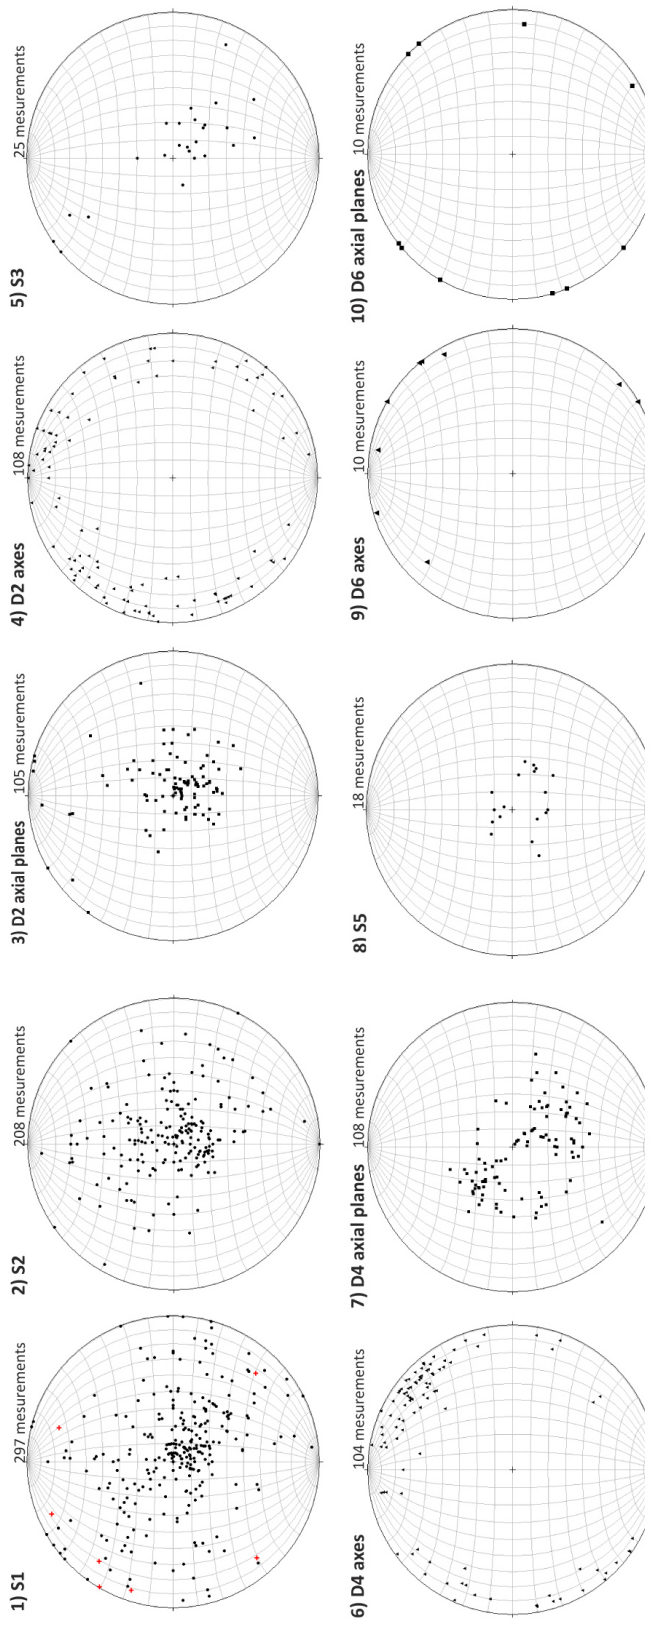 1) S1
297 mesurements
2) S2
208 mesurements
3) D2 axial planes
105 mesurements
4) D2 axes
108 mesurements
5) S3
25 mesurements
6) D4 axes
104 mesurements
7) D4 axial planes
108 mesurements
8) S5
18 mesurements
9) D6 axes
10 mesurements
10) D6 axial planes
10 mesurements